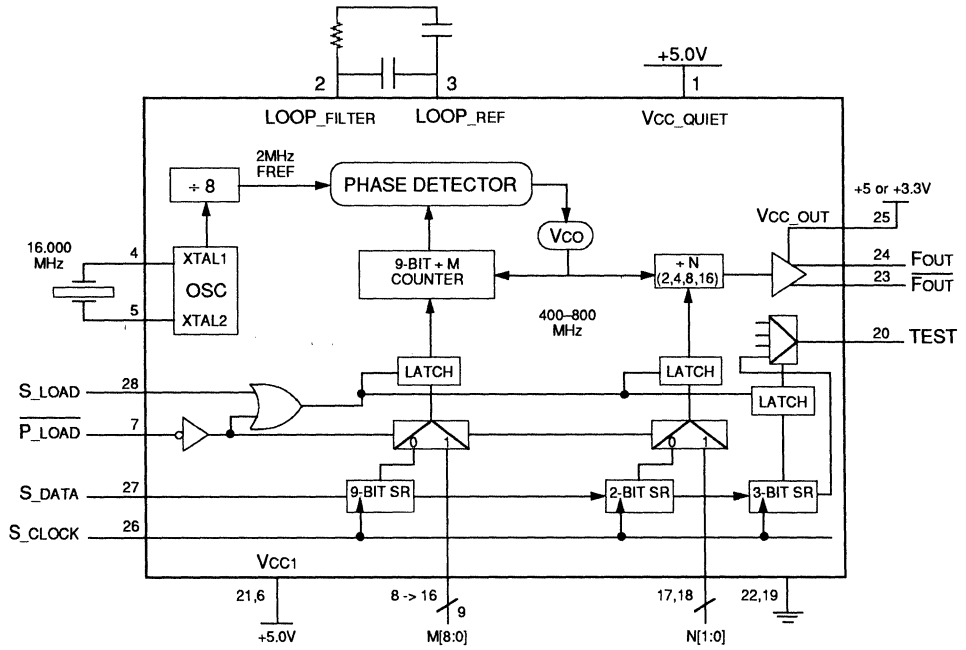 +5.0V
2
3
1
LOOP_FILTER
LOOP_REF
VCC_QUIET
2MHz
FREF
÷ 8
PHASE DETECTOR
+5 or +3.3V
VCC_OUT
25
VCO
16.000
MHz
4
XTAL1
OSC
5
XTAL2
9-BIT ÷ M
COUNTER
÷ N
(2,4,8,16)
24
FOUT
23
FOUT
400–800
MHz
20
TEST
S_LOAD
28
LATCH
LATCH
LATCH
P_LOAD
7
0
1
0
1
S_DATA
27
9-BIT SR
2-BIT SR
3-BIT SR
S_CLOCK
26
VCC1
21,6
8 -> 16
9
17,18
2
22,19
+5.0V
M[8:0]
N[1:0]